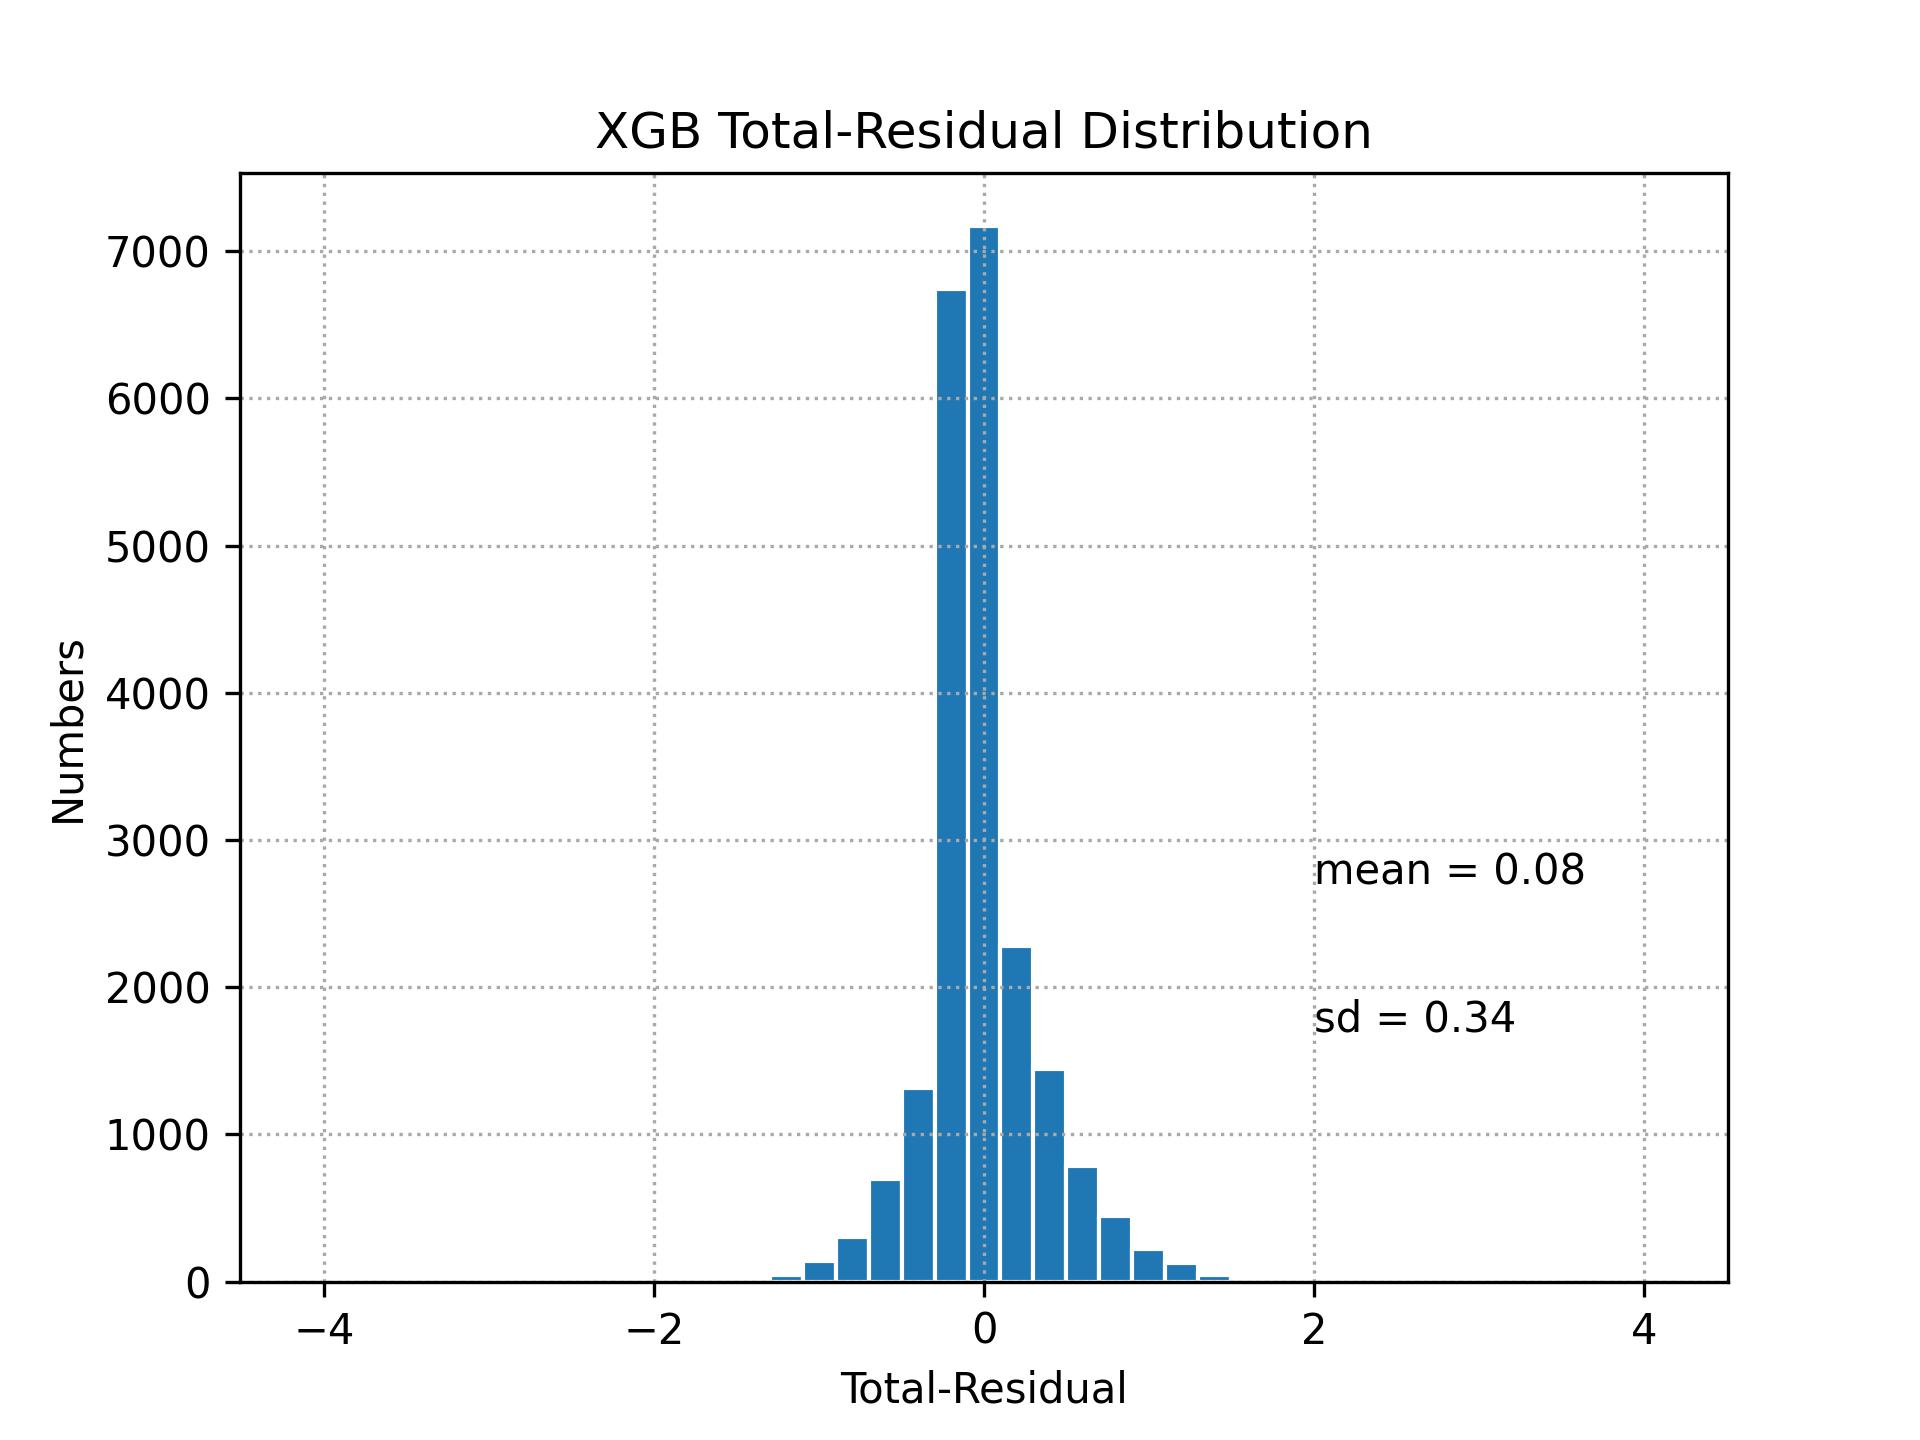 XGB Total-Residual Distribution
7000
6000
5000
4000
3000
2000
1000
0
Numbers
mean = 0.08
sd = 0.34
−4
−2
0
2
4
Total-Residual